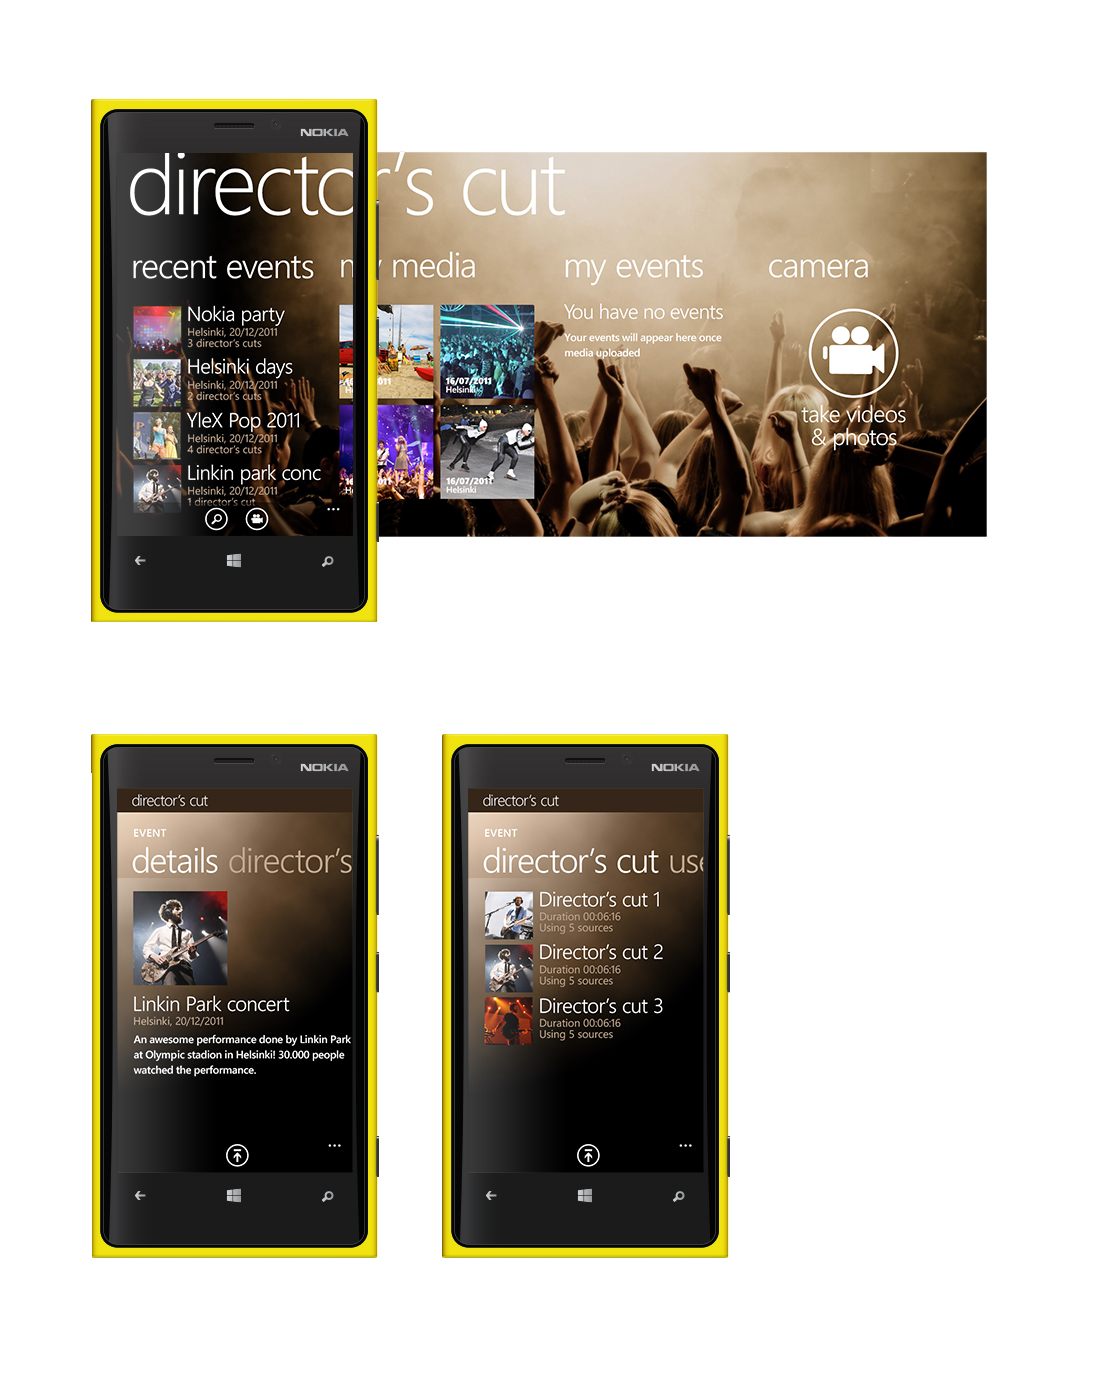 NOKIA
director's cut
recent events
my media
my events
camera
Nokia party
Helsinki, 20/12/2011
3 director's cuts
Helsinki days
Helsinki, 20/12/2011
2 director's cuts
YleX Pop 2011
Helsinki, 20/12/2011
4 director's cuts
Linkin park conc
Helsinki, 20/12/2011
1 director's cut
16/07/2011
Helsinki
16/07/2011
Helsinki
You have no events
Your events will appear here once
media uploaded
take videos
& photos
NOKIA
director's cut
EVENT
details director's
Linkin Park concert
Helsinki, 20/12/2011
An awesome performance done by Linkin Park
at Olympic stadion in Helsinki! 30.000 people
watched the performance.
NOKIA
director's cut
EVENT
director's cut use
Director's cut 1
Duration 00:06:16
Using 5 sources
Director's cut 2
Duration 00:06:16
Using 5 sources
Director's cut 3
Duration 00:06:16
Using 5 sources